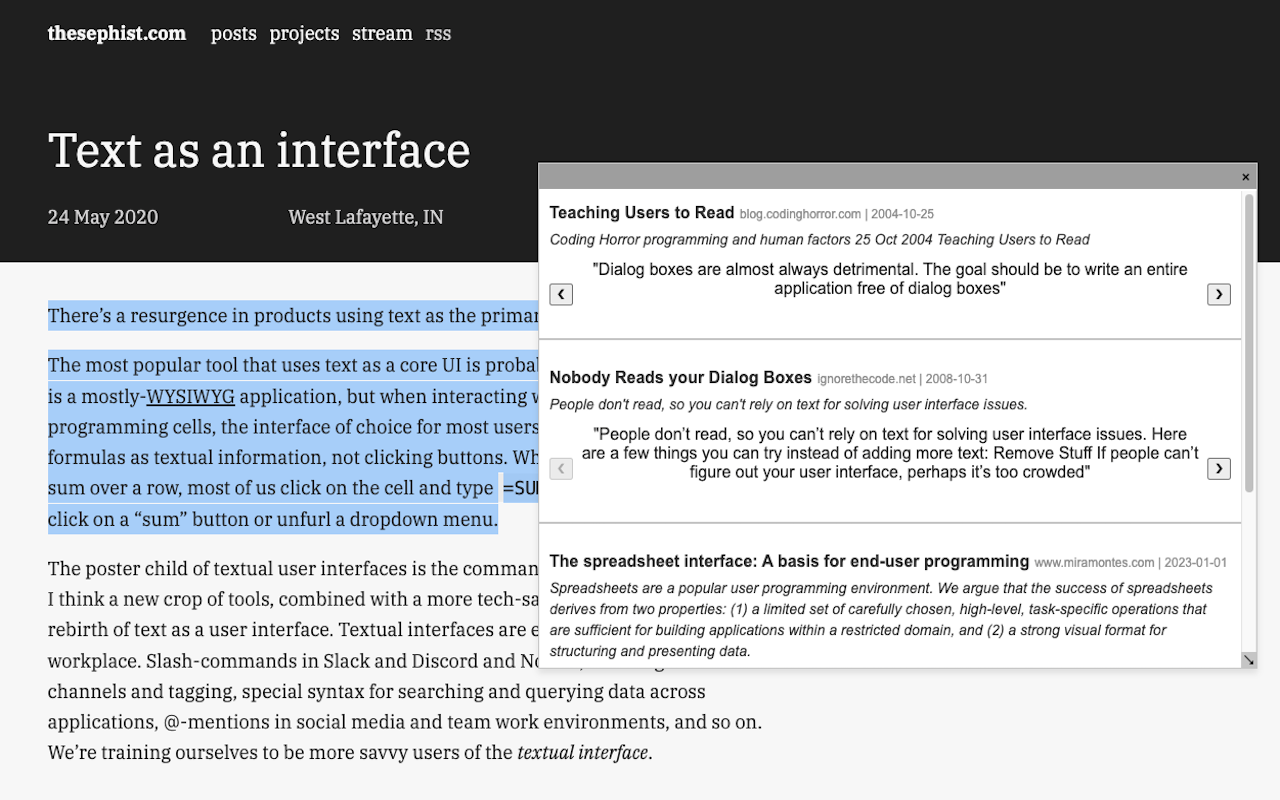 thesephist.com posts projects stream rss
Text as an interface
24 May 2020 West Lafayette, IN
There’s a resurgence in products using text as the
The most popular tool that uses text as a core UI is
is a mostly-WYSIWYG application, but when interacting
programming cells, the interface of choice for most users
formulas as textual information, not clicking buttons.
sum over a row, most of us click on the cell and type
click on a “sum” button or unfurl a dropdown menu.
The poster child of textual user interfaces is the
I think a new crop of tools, combined with a more
rebirth of text as a user interface. Textual interfaces are
workplace. Slash-commands in Slack and Discord and
channels and tagging, special syntax for searching and querying data across
applications, @-mentions in social media and team work environments, and so on.
We’re training ourselves to be more savvy users of the textual interface.
×
Teaching Users to Read blog.codinghorror.com | 2004-10-25
Coding Horror programming and human factors 25 Oct 2004 Teaching Users to Read
"Dialog boxes are almost always detrimental. The goal should be to write an entire
application free of dialog boxes"
❮ ❯
Nobody Reads your Dialog Boxes ignorethecode.net | 2008-10-31
People don't read, so you can't rely on text for solving user interface issues.
"People don’t read, so you can’t rely on text for solving user interface issues. Here
are a few things you can try instead of adding more text: Remove Stuff If people can’t
figure out your user interface, perhaps it’s too crowded"
❮ ❯
The spreadsheet interface: A basis for end-user programming www.miramontes.com | 2023-01-01
Spreadsheets are a popular user programming environment. We argue that the success of spreadsheets
derives from two properties: (1) a limited set of carefully chosen, high-level, task-specific operations that
are sufficient for building applications within a restricted domain, and (2) a strong visual format for
structuring and presenting data.